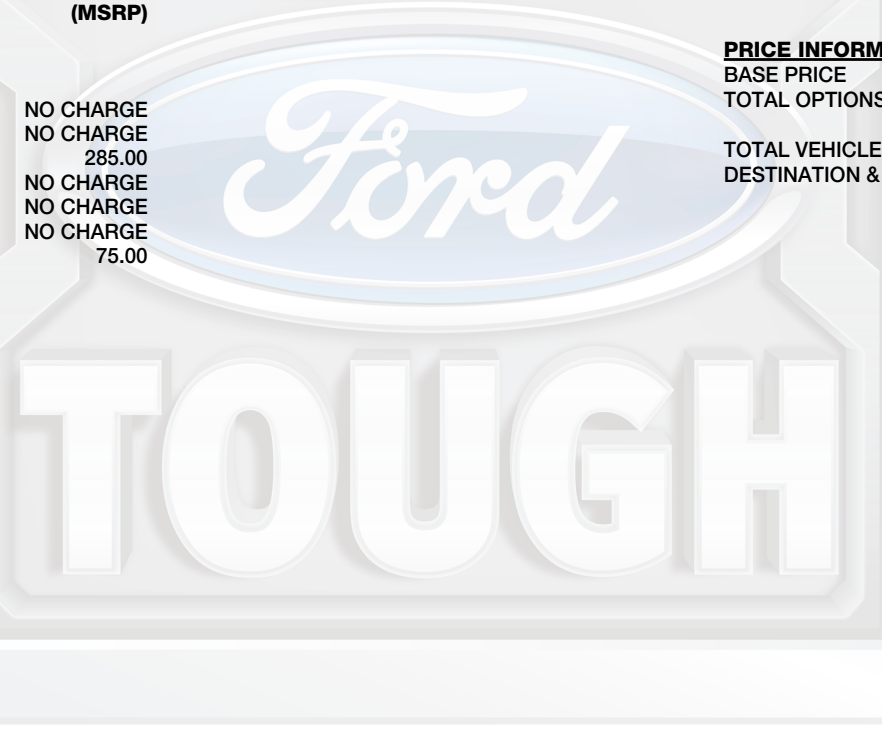 (MSRP)
NO CHARGE
NO CHARGE
285.00
NO CHARGE
NO CHARGE
NO CHARGE
75.00
PRICE INFORM
BASE PRICE
TOTAL OPTIONS
TOTAL VEHICLE
DESTINATION &
Ford
TOUGH